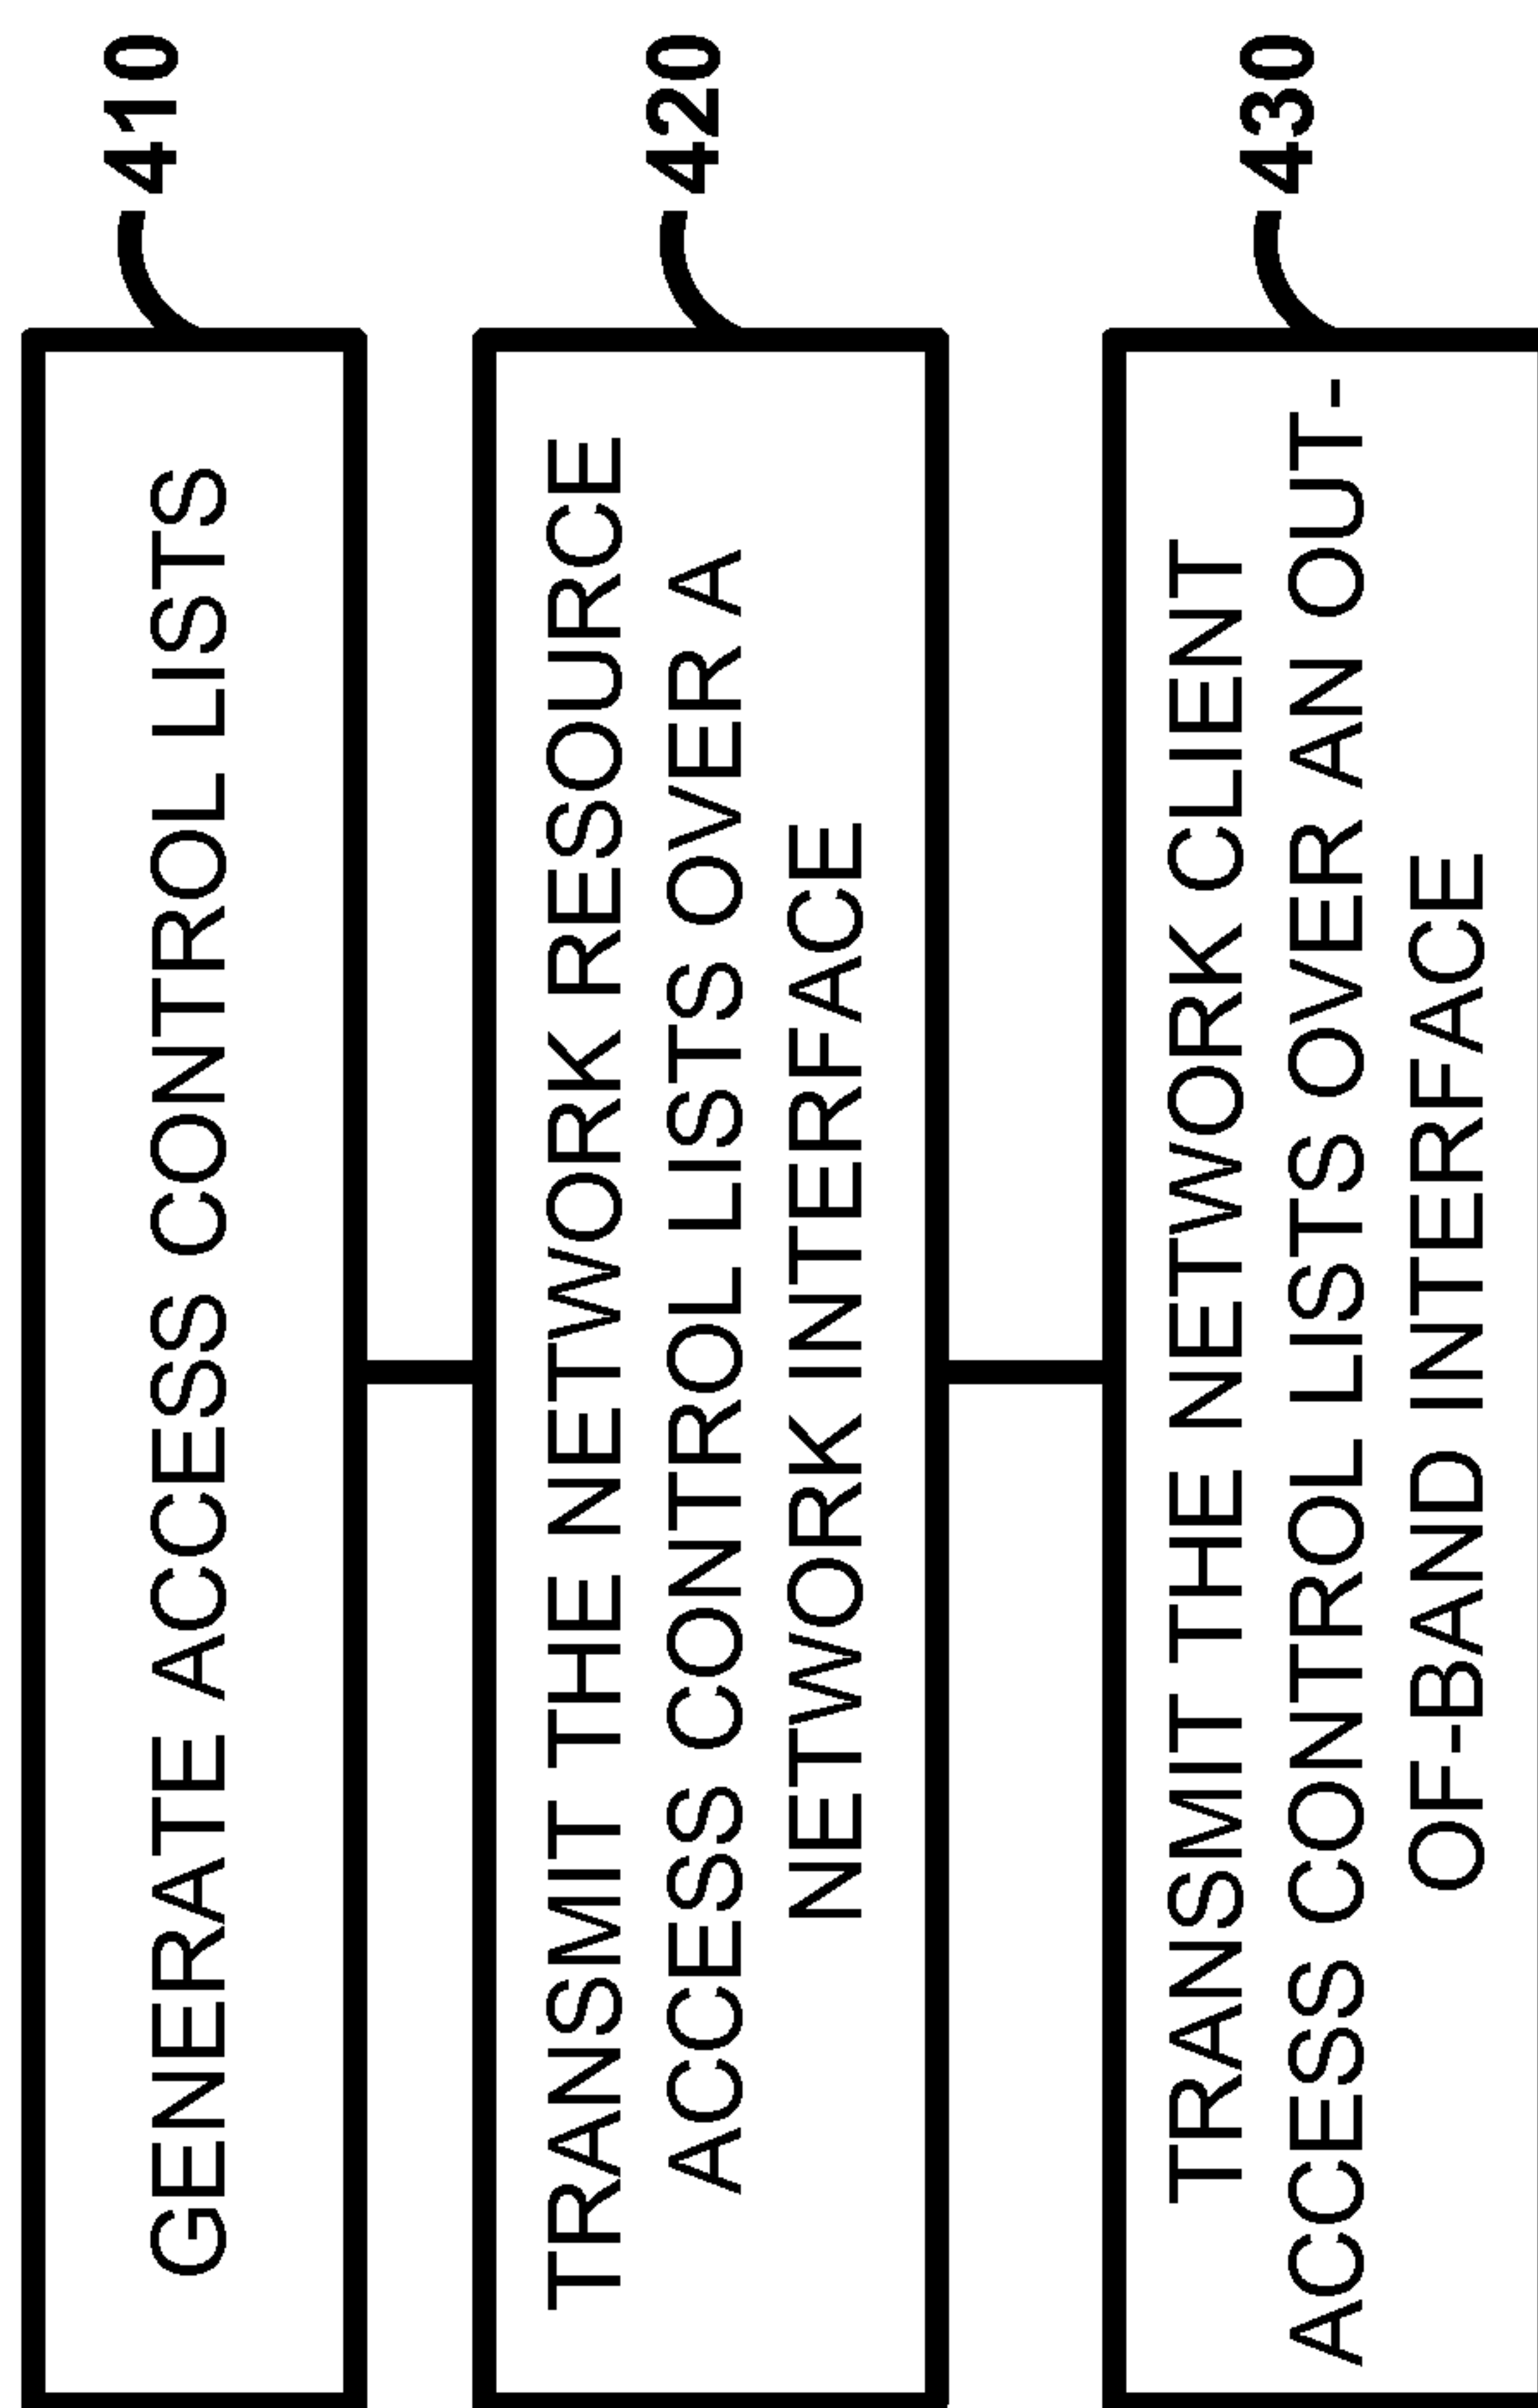 GENERATE ACCESS CONTROL LISTS
410
TRANSMIT THE NETWORK RESOURCE
ACCESS CONTROL LISTS OVER A
NETWORK INTERFACE
420
TRANSMIT THE NETWORK CLIENT
ACCESS CONTROL LISTS OVER AN OUT-
OF-BAND INTERFACE
430